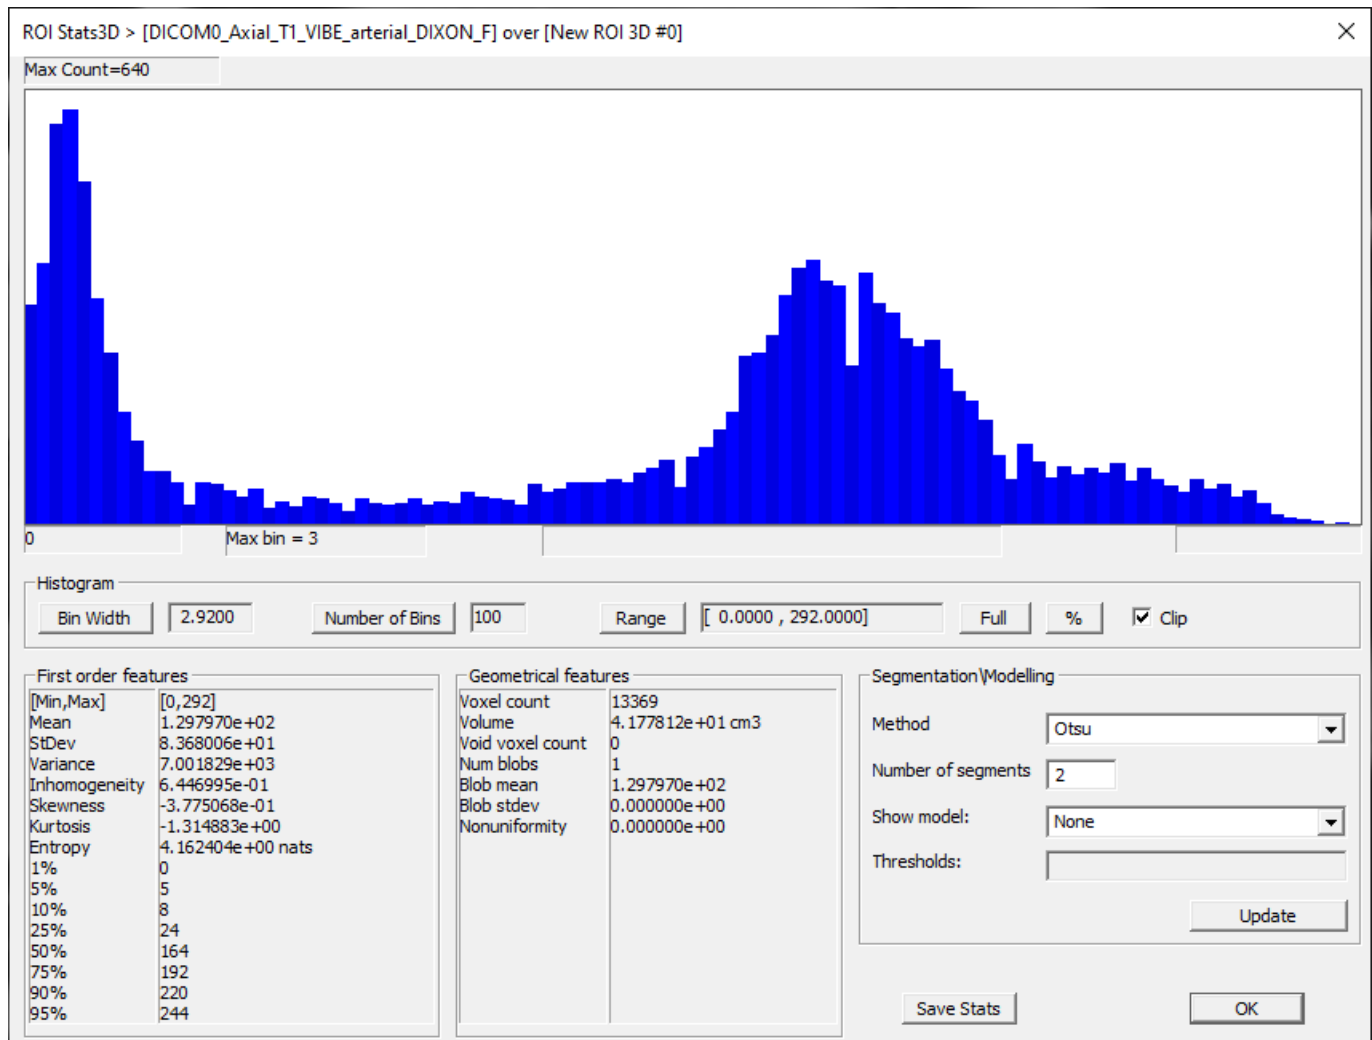 ROI Stats3D > [DICOM0_Axial_T1_VIBE_arterial_DIXON_F] over [New ROI 3D #0]
Max Count=640
0 Max bin = 3
Histogram
Bin Width 2.9200 Number of Bins 100 Range [ 0.0000 , 292.0000] Full % Clip
First order features
[Min,Max] [0,292]
Mean 1.297970e+02
StDev 8.368006e+01
Variance 7.001829e+03
Inhomogeneity 6.446995e-01
Skewness -3.775068e-01
Kurtosis -1.314883e+00
Entropy 4.162404e+00 nats
1% 0
5% 5
10% 8
25% 24
50% 164
75% 192
90% 220
95% 244
Geometrical features
Voxel count 13369
Volume 4.177812e+01 cm3
Void voxel count 0
Num blobs 1
Blob mean 1.297970e+02
Blob stdev 0.000000e+00
Nonuniformity 0.000000e+00
Segmentation\Modelling
Method Otsu
Number of segments 2
Show model: None
Thresholds:
Update
Save Stats OK